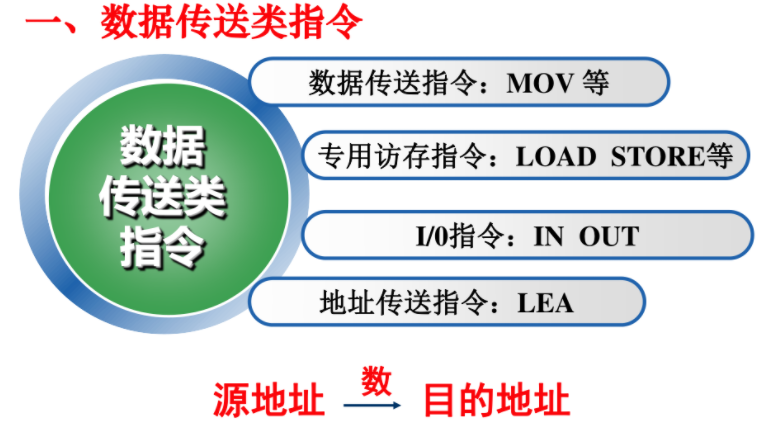 一、数据传送类指令
数据
传送类
指令
数据传送指令：MOV 等
专用访存指令：LOAD STORE等
I/0指令：IN OUT
地址传送指令：LEA
数
源地址 → 目的地址